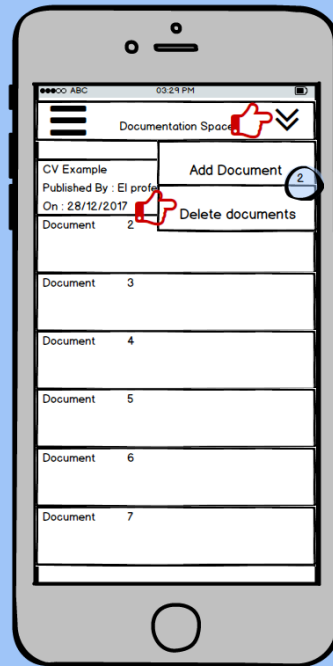 ABC 03:29 PM
Documentation Space
Add Document
2
CV Example
Published By : El profe
On : 28/12/2017
Delete documents
Document 2
Document 3
Document 4
Document 5
Document 6
Document 7